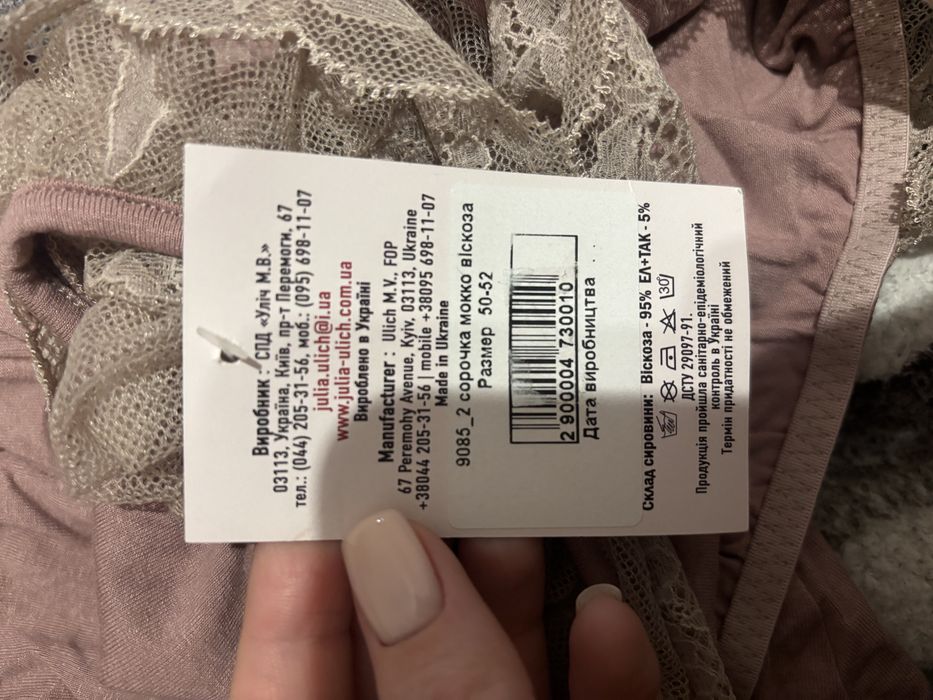 Виробник : СПД «Уліч М.В.»
03113, Україна, Київ, пр-т Перемоги, 67
тел.: (044) 205-31-56, моб.: (095) 698-11-07
julia.ulich@i.ua
www.julia-ulich.com.ua
Вироблено в Україні
Manufacturer : Ulich M.V., FOP
67 Peremohy Avenue, Kyiv, 03113, Ukraine
+38044 205-31-56 | mobile +38095 698-11-07
Made in Ukraine
9085_2 сорочка мокко віскоза
Размер 50-52
2 900004 730010
Дата виробництва
Склад сировини: Віскоза - 95% ЕЛ+ТАК - 5%
30°
ДСТУ 29097-91.
Продукція пройшла санітарно-епідеміологічний
контроль в Україні
Термін придатності не обмежений